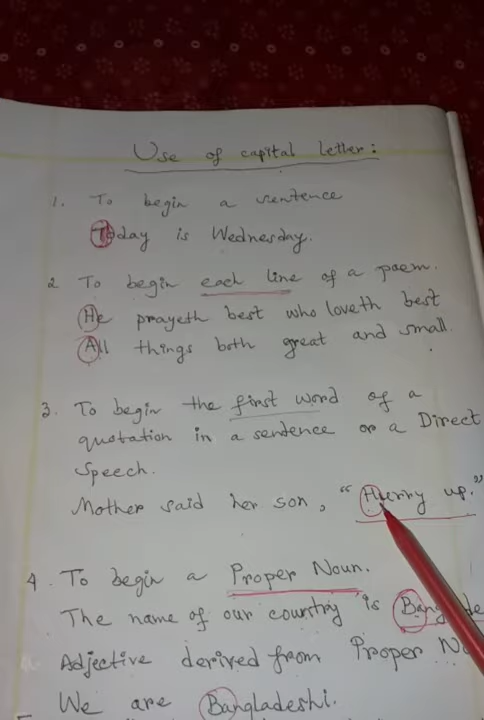 Use of capital letter:
1. To begin a sentence
Today is Wednesday.
2 To begin each line of a poem.
He prayeth best who loveth best
All things both great and small.
3. To begin the first word of a
quotation in a sentence or a Direct
Speech.
Mother said her son, "Hurry up."
4. To begin a Proper Noun.
The name of our country is
Adjective derived from Proper
We are Bangladeshi.